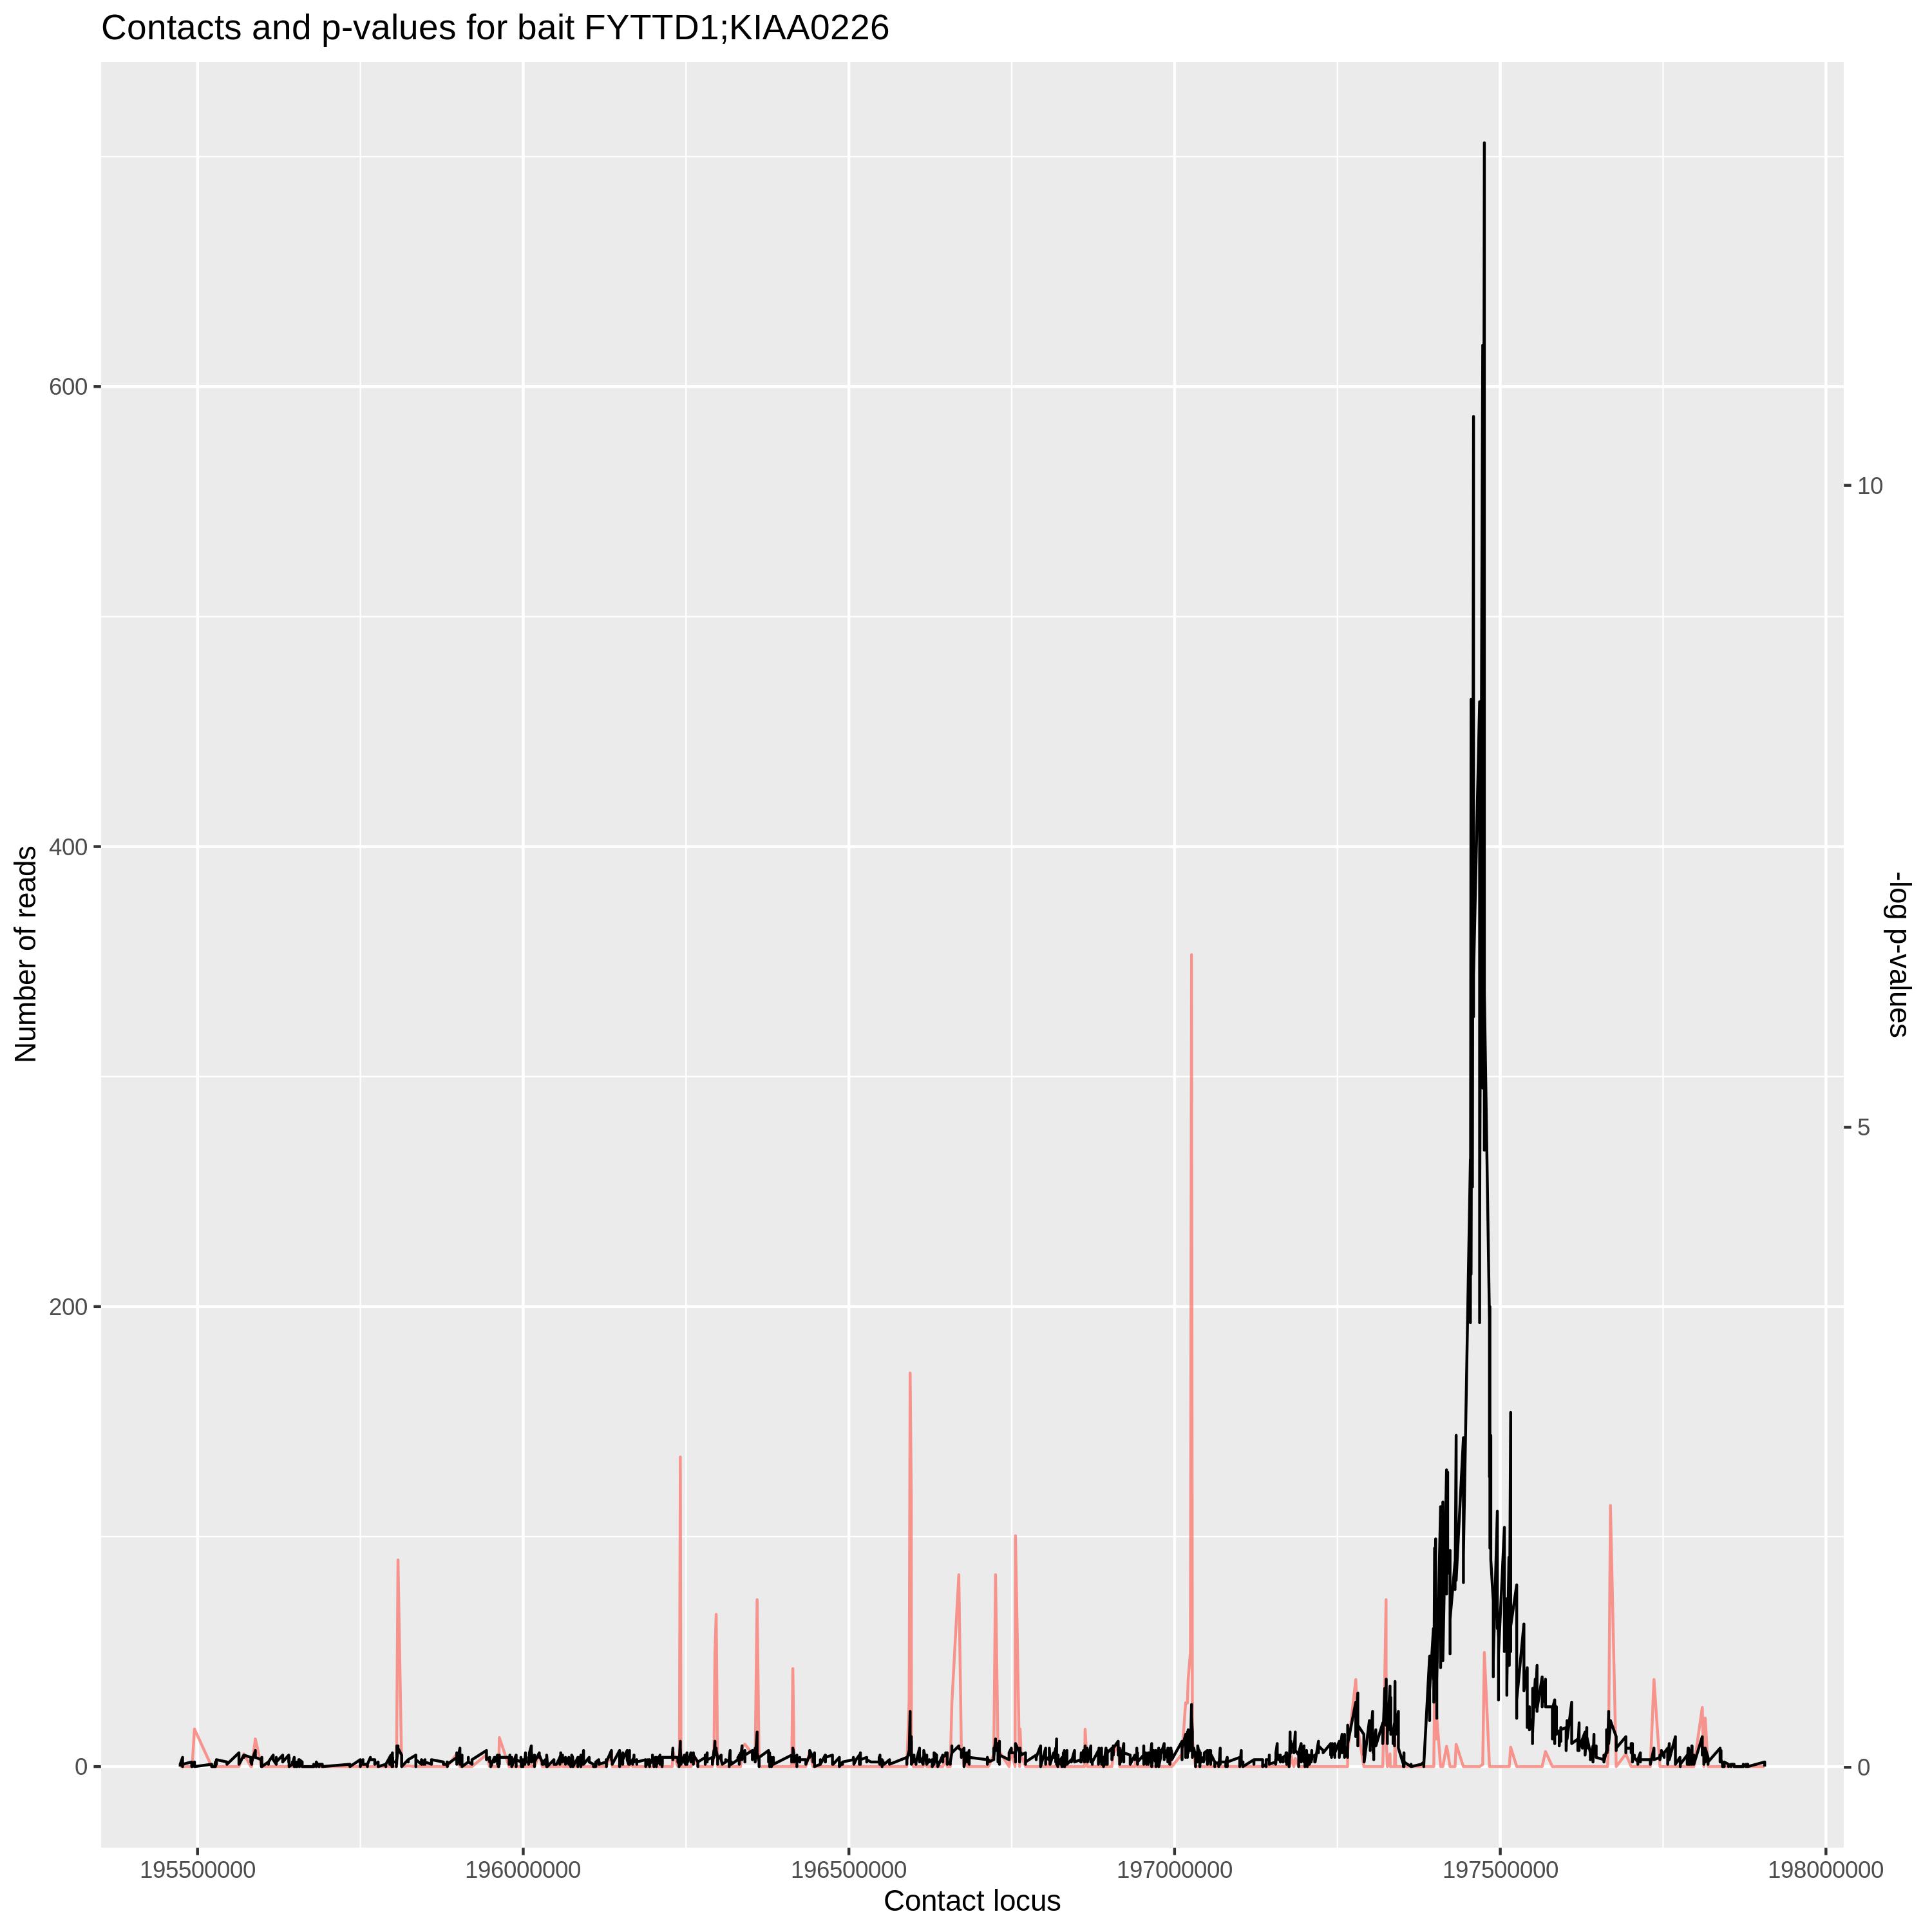 Contacts and p-values for bait FYTTD1;KIAA0226
600
400
200
0
Number of reads
10
5
0
-log p-values
195500000 196000000 196500000 197000000 197500000 198000000
Contact locus